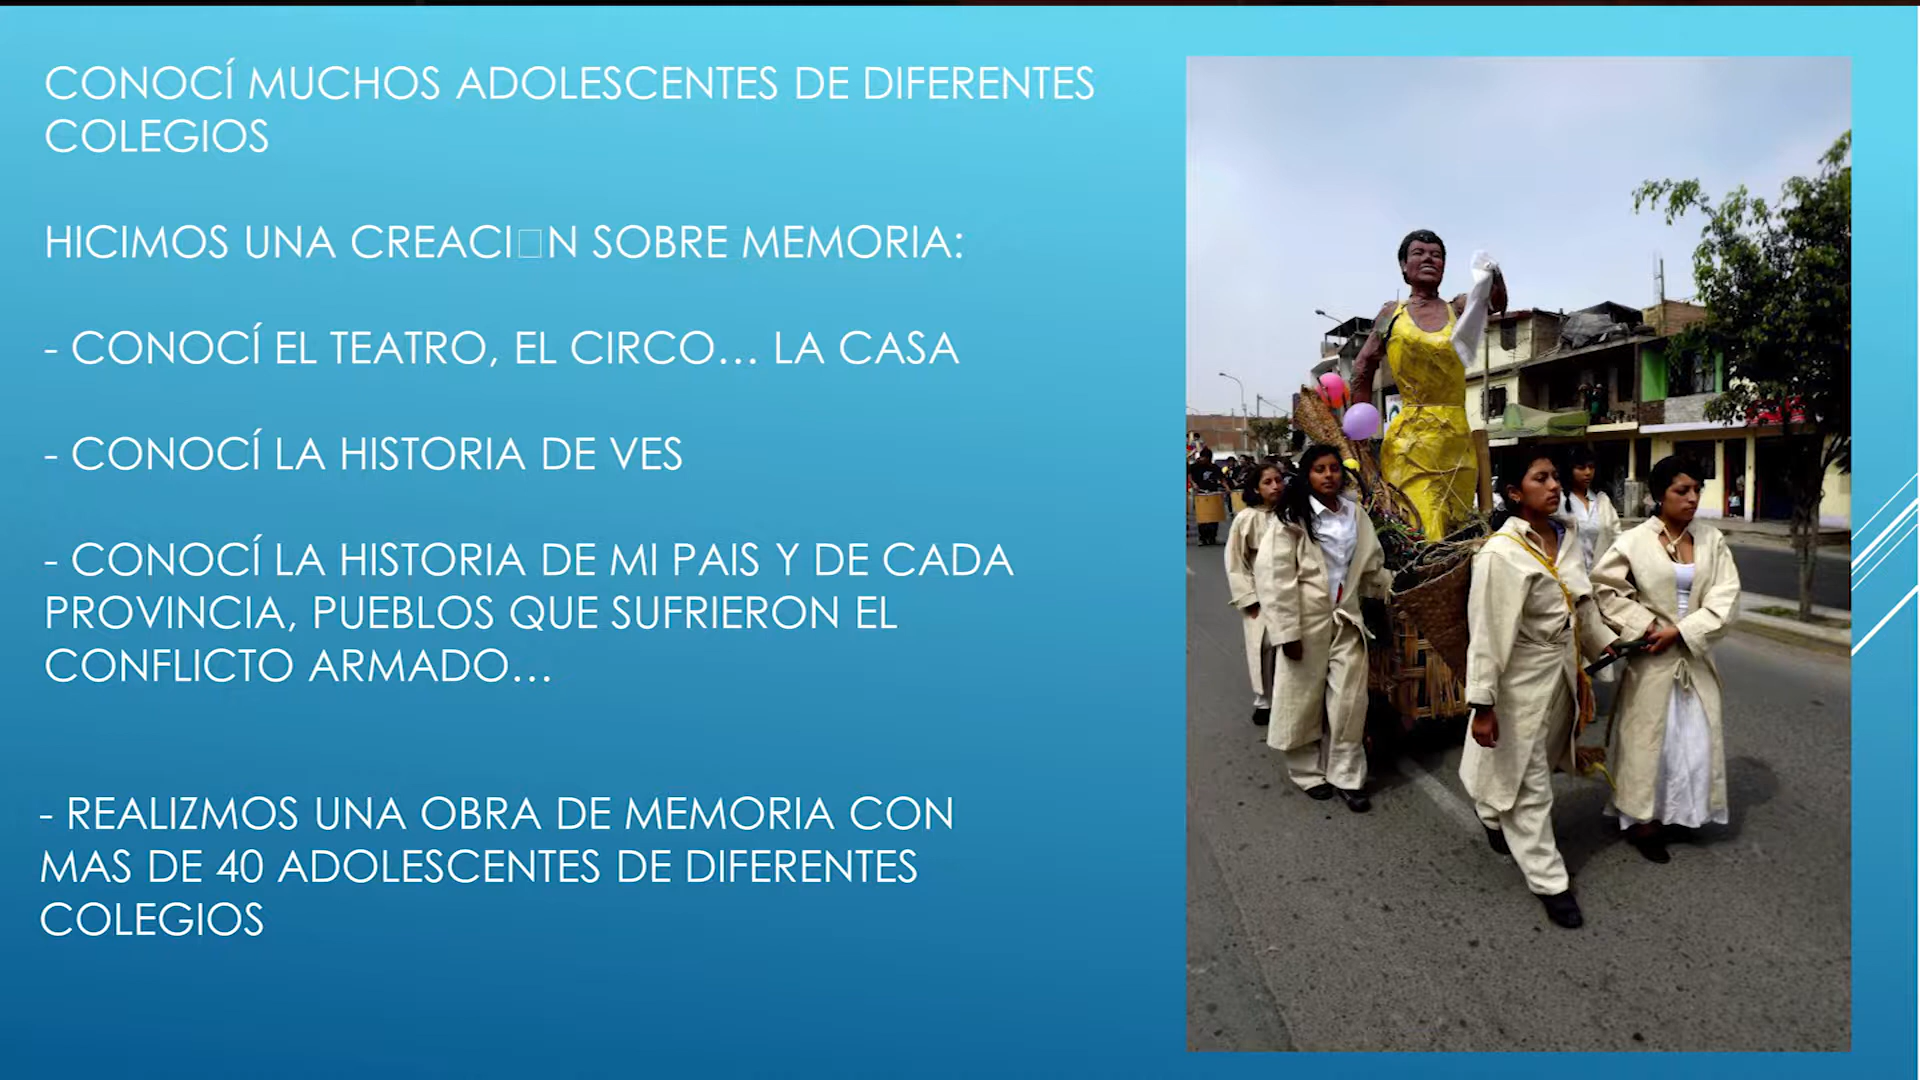 CONOCÍ MUCHOS ADOLESCENTES DE DIFERENTES
COLEGIOS
HICIMOS UNA CREACI□N SOBRE MEMORIA:
- CONOCÍ EL TEATRO, EL CIRCO… LA CASA
- CONOCÍ LA HISTORIA DE VES
- CONOCÍ LA HISTORIA DE MI PAIS Y DE CADA
PROVINCIA, PUEBLOS QUE SUFRIERON EL
CONFLICTO ARMADO…
- REALIZMOS UNA OBRA DE MEMORIA CON
MAS DE 40 ADOLESCENTES DE DIFERENTES
COLEGIOS